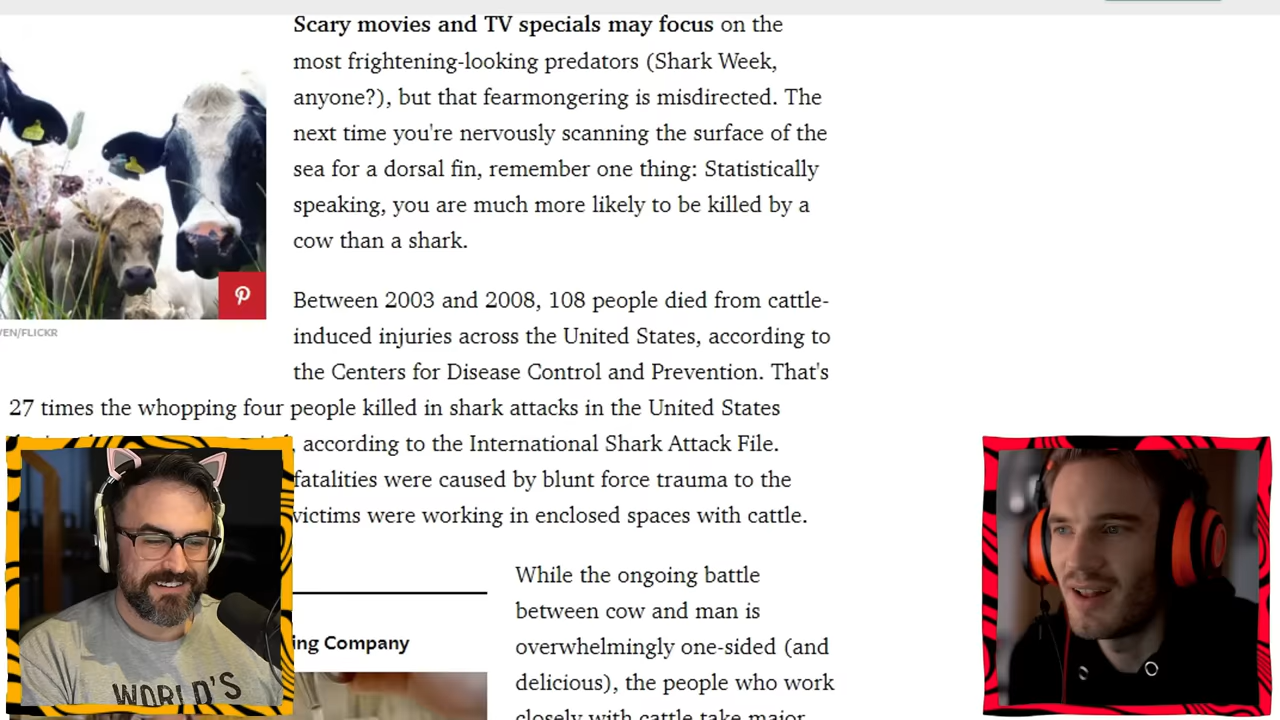 Scary movies and TV specials may focus on the
most frightening-looking predators (Shark Week,
anyone?), but that fearmongering is misdirected. The
next time you're nervously scanning the surface of the
sea for a dorsal fin, remember one thing: Statistically
speaking, you are much more likely to be killed by a
cow than a shark.
VEN/FLICKR
Between 2003 and 2008, 108 people died from cattle-
induced injuries across the United States, according to
the Centers for Disease Control and Prevention. That's
27 times the whopping four people killed in shark attacks in the United States
, according to the International Shark Attack File.
fatalities were caused by blunt force trauma to the
victims were working in enclosed spaces with cattle.
While the ongoing battle
between cow and man is
overwhelmingly one-sided (and
delicious), the people who work
closely with cattle take major
ing Company
WORLD'S